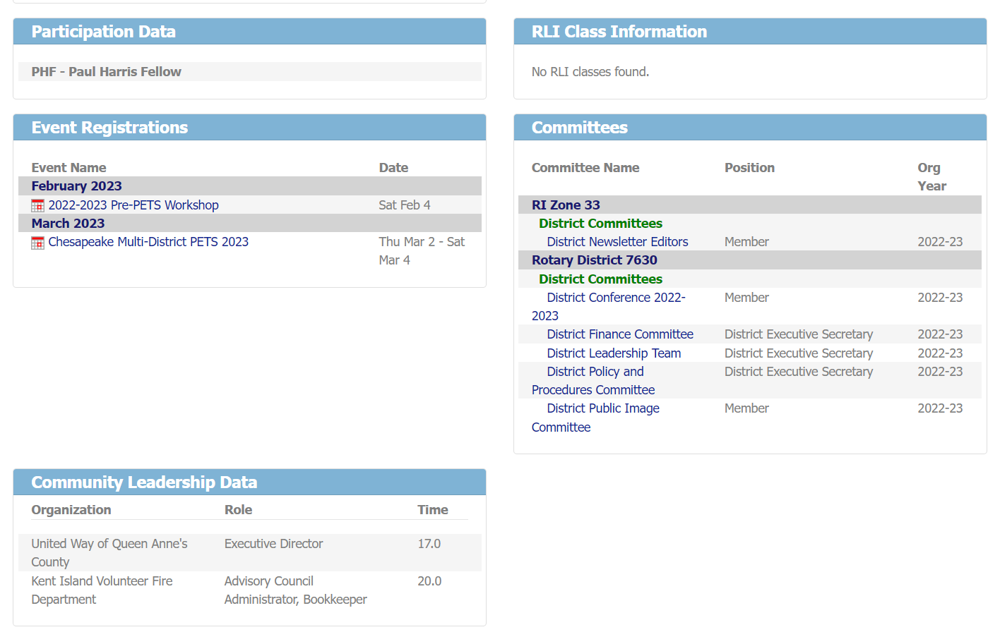 Participation Data
PHF - Paul Harris Fellow
RLI Class Information
No RLI classes found.
Event Registrations
Event Name Date
February 2023
2022-2023 Pre-PETS Workshop Sat Feb 4
March 2023
Chesapeake Multi-District PETS 2023 Thu Mar 2 - Sat
Mar 4
Committees
Committee Name Position Org
Year
RI Zone 33
District Committees
District Newsletter Editors Member 2022-23
Rotary District 7630
District Committees
District Conference 2022- Member 2022-23
2023
District Finance Committee District Executive Secretary 2022-23
District Leadership Team District Executive Secretary 2022-23
District Policy and District Executive Secretary 2022-23
Procedures Committee
District Public Image Member 2022-23
Committee
Community Leadership Data
Organization Role Time
United Way of Queen Anne's Executive Director 17.0
County
Kent Island Volunteer Fire Advisory Council 20.0
Department Administrator, Bookkeeper